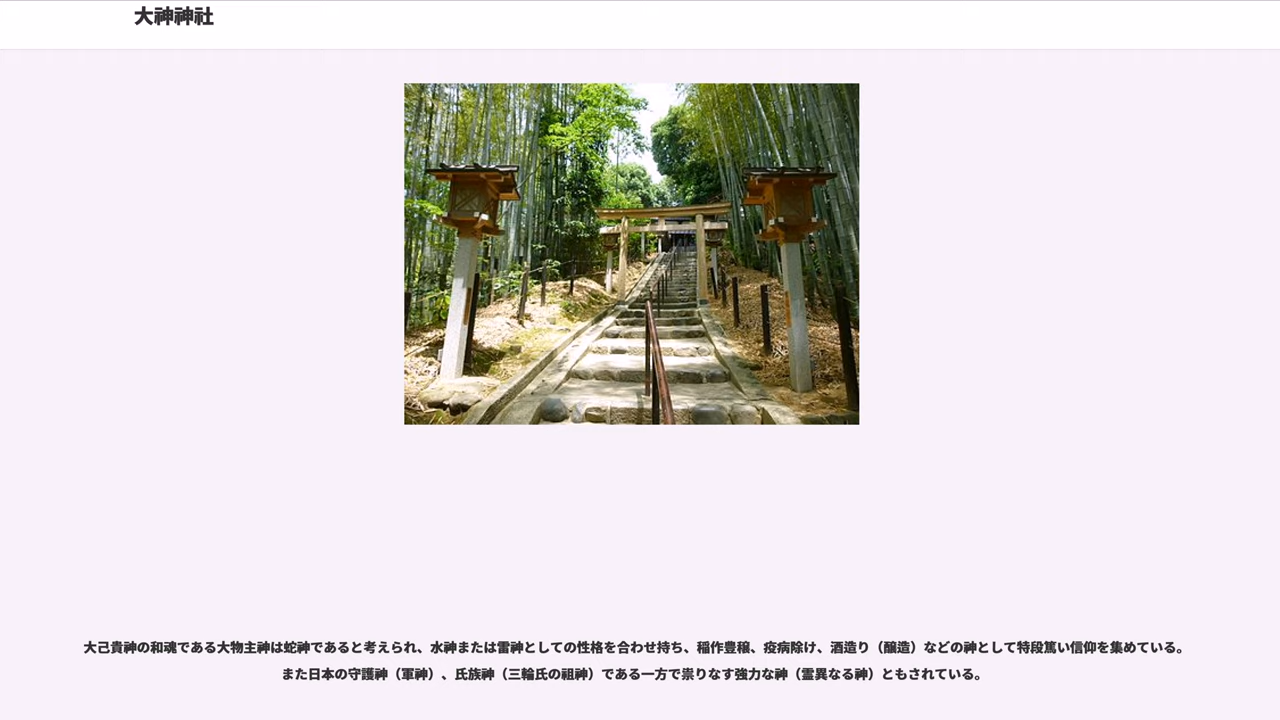 大神神社
大己貴神の和魂である大物主神は蛇神であると考えられ、水神または雷神としての性格を合わせ持ち、稲作豊穣、疫病除け、酒造り（醸造）などの神として特段篤い信仰を集めている。
また日本の守護神（軍神）、氏族神（三輪氏の祖神）である一方で祟りなす強力な神（霊異なる神）ともされている。